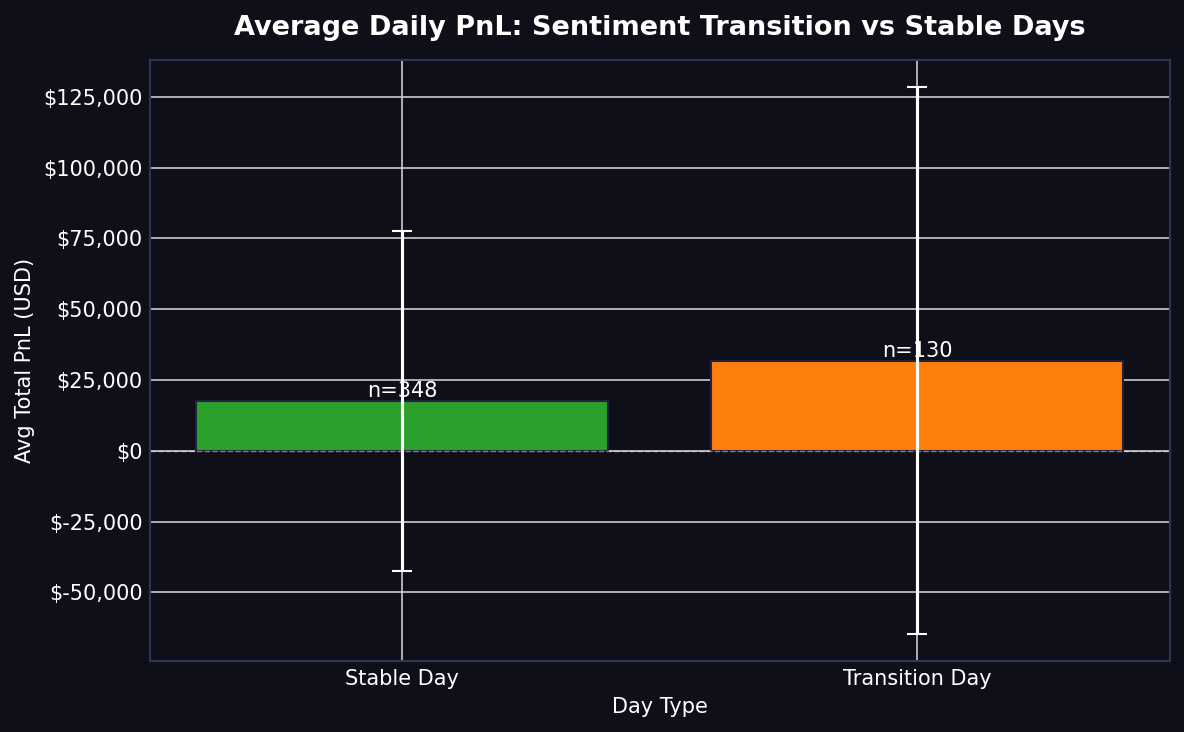 Average Daily PnL: Sentiment Transition vs Stable Days
Avg Total PnL (USD)
$125,000
$100,000
$75,000
$50,000
$25,000
$0
$-25,000
$-50,000
n=348
n=130
Stable Day
Transition Day
Day Type